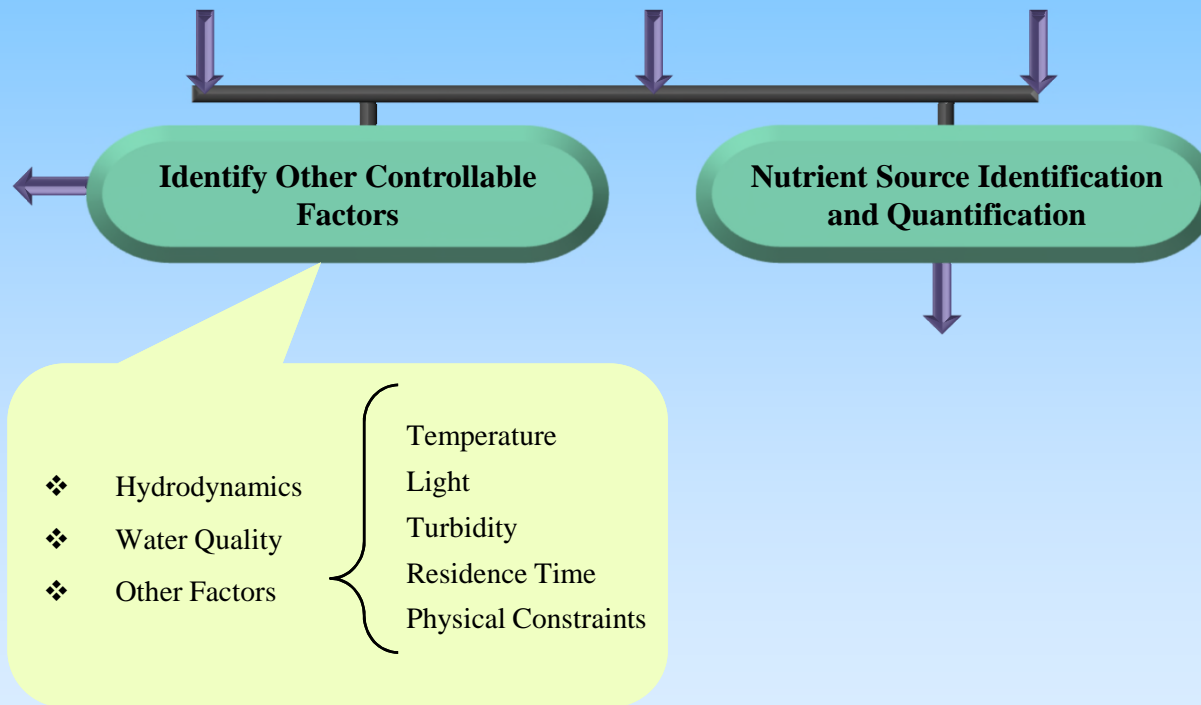 Identify Other Controllable
Factors
Nutrient Source Identification
and Quantification
❖ Hydrodynamics
❖ Water Quality
❖ Other Factors
Temperature
Light
Turbidity
Residence Time
Physical Constraints